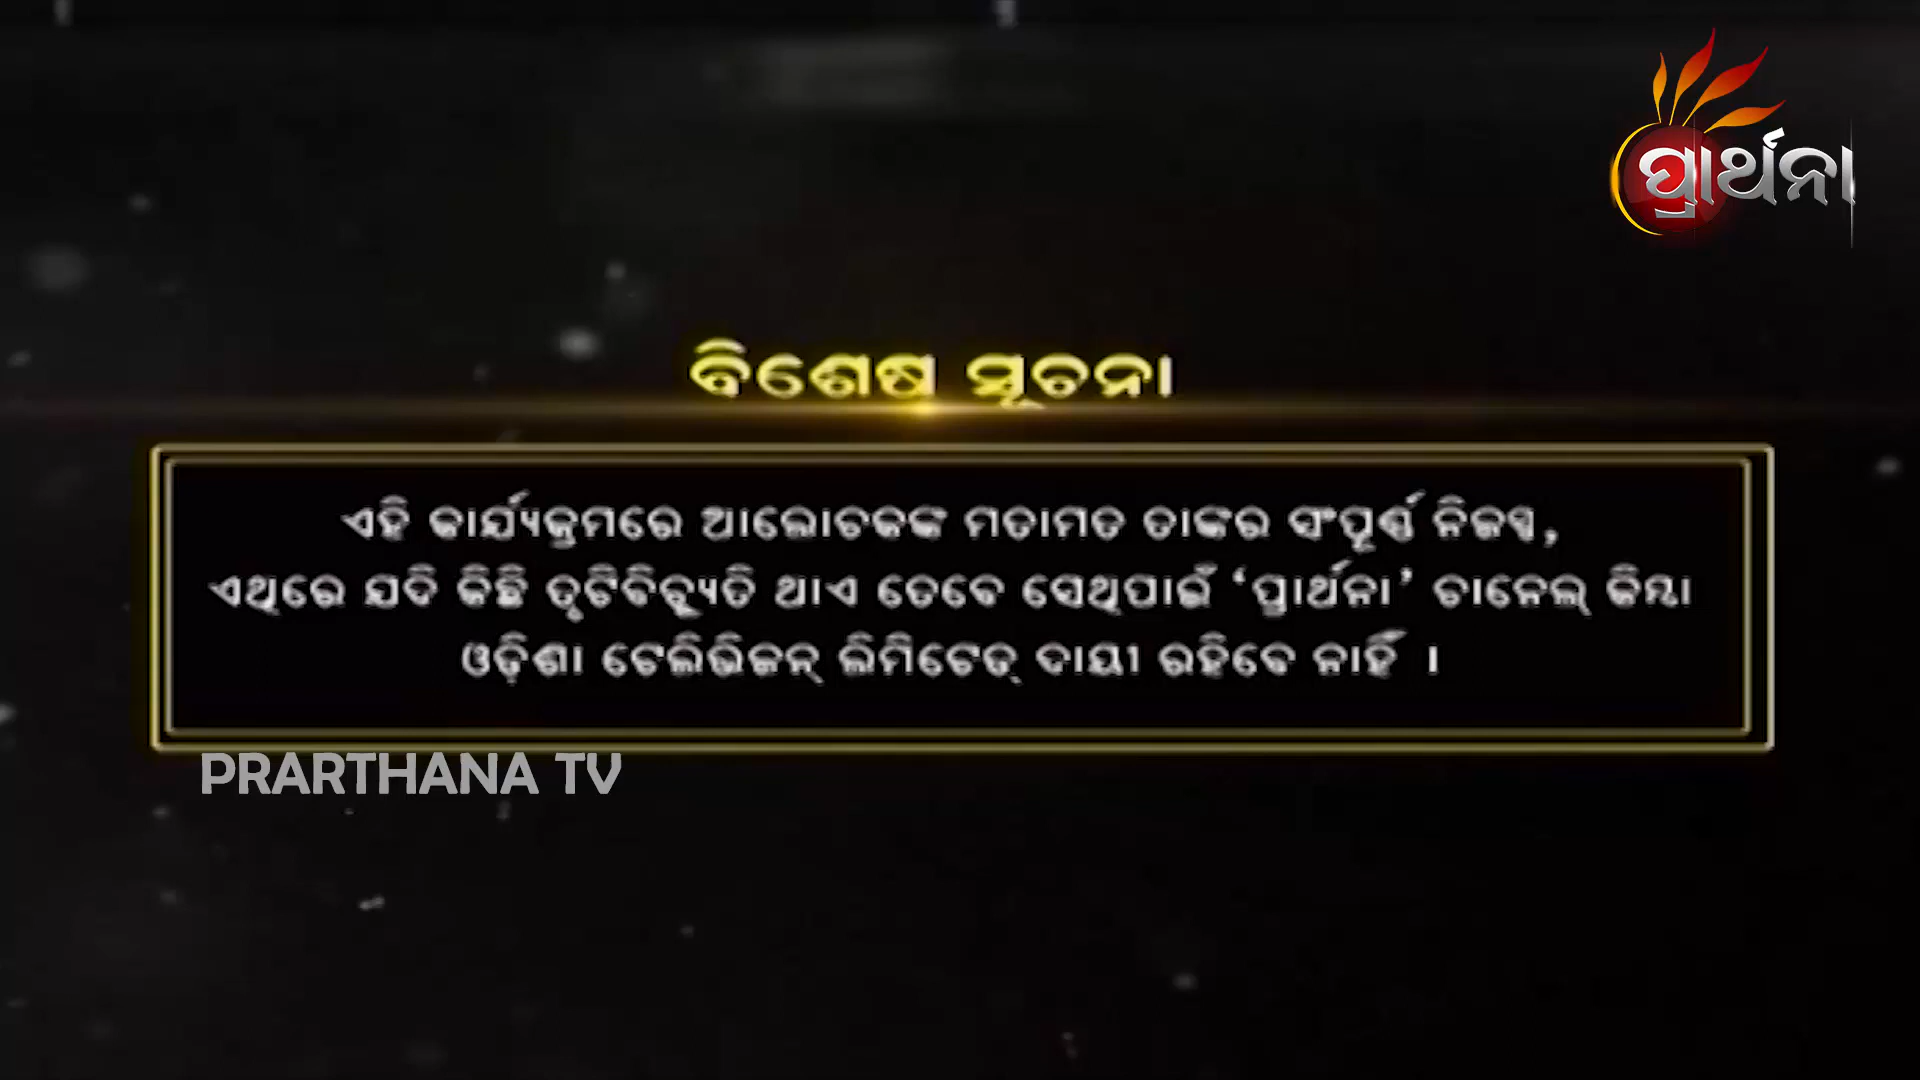 ପ୍ରାର୍ଥନା
ବିଶେଷ ସୂଚନା
ଏହି କାର୍ଯ୍ୟକ୍ରମରେ ଆଲୋଚକଙ୍କ ମତାମତ ତାଙ୍କର ସଂପୂର୍ଣ୍ଣ ନିଜସ୍ୱ,
ଏଥିରେ ଯଦି କିଛି ତୃଟିବିଚ୍ୟୁତି ଥାଏ ତେବେ ସେଥିପାଇଁ ‘ପ୍ରାର୍ଥନା’ ଚାନେଲ୍ କିମ୍ବା
ଓଡ଼ିଶା ଟେଲିଭିଜନ୍ ଲିମିଟେଡ୍ ଦାୟୀ ରହିବେ ନାହିଁ ।
PRARTHANA TV